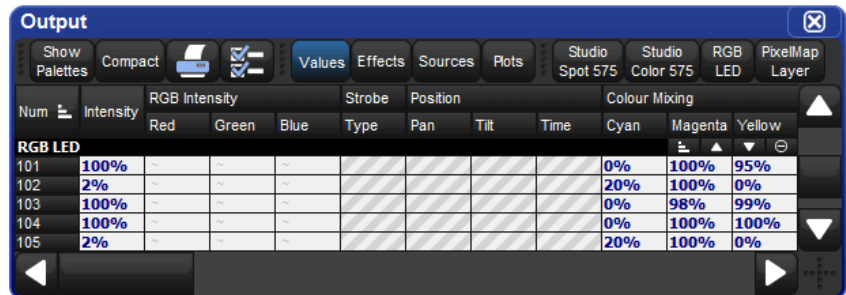 Output
Show Palettes Compact Values Effects Sources Plots Studio Spot 575 Studio Color 575 RGB LED PixelMap Layer
Num Intensity RGB Intensity Strobe Position Colour Mixing
Red Green Blue Type Pan Tilt Time Cyan Magenta Yellow
RGB LED
101 100% ~ ~ ~ 0% 100% 95%
102 2% ~ ~ ~ 20% 100% 0%
103 100% ~ ~ ~ 0% 98% 99%
104 100% ~ ~ ~ 0% 100% 100%
105 2% ~ ~ ~ 20% 100% 0%